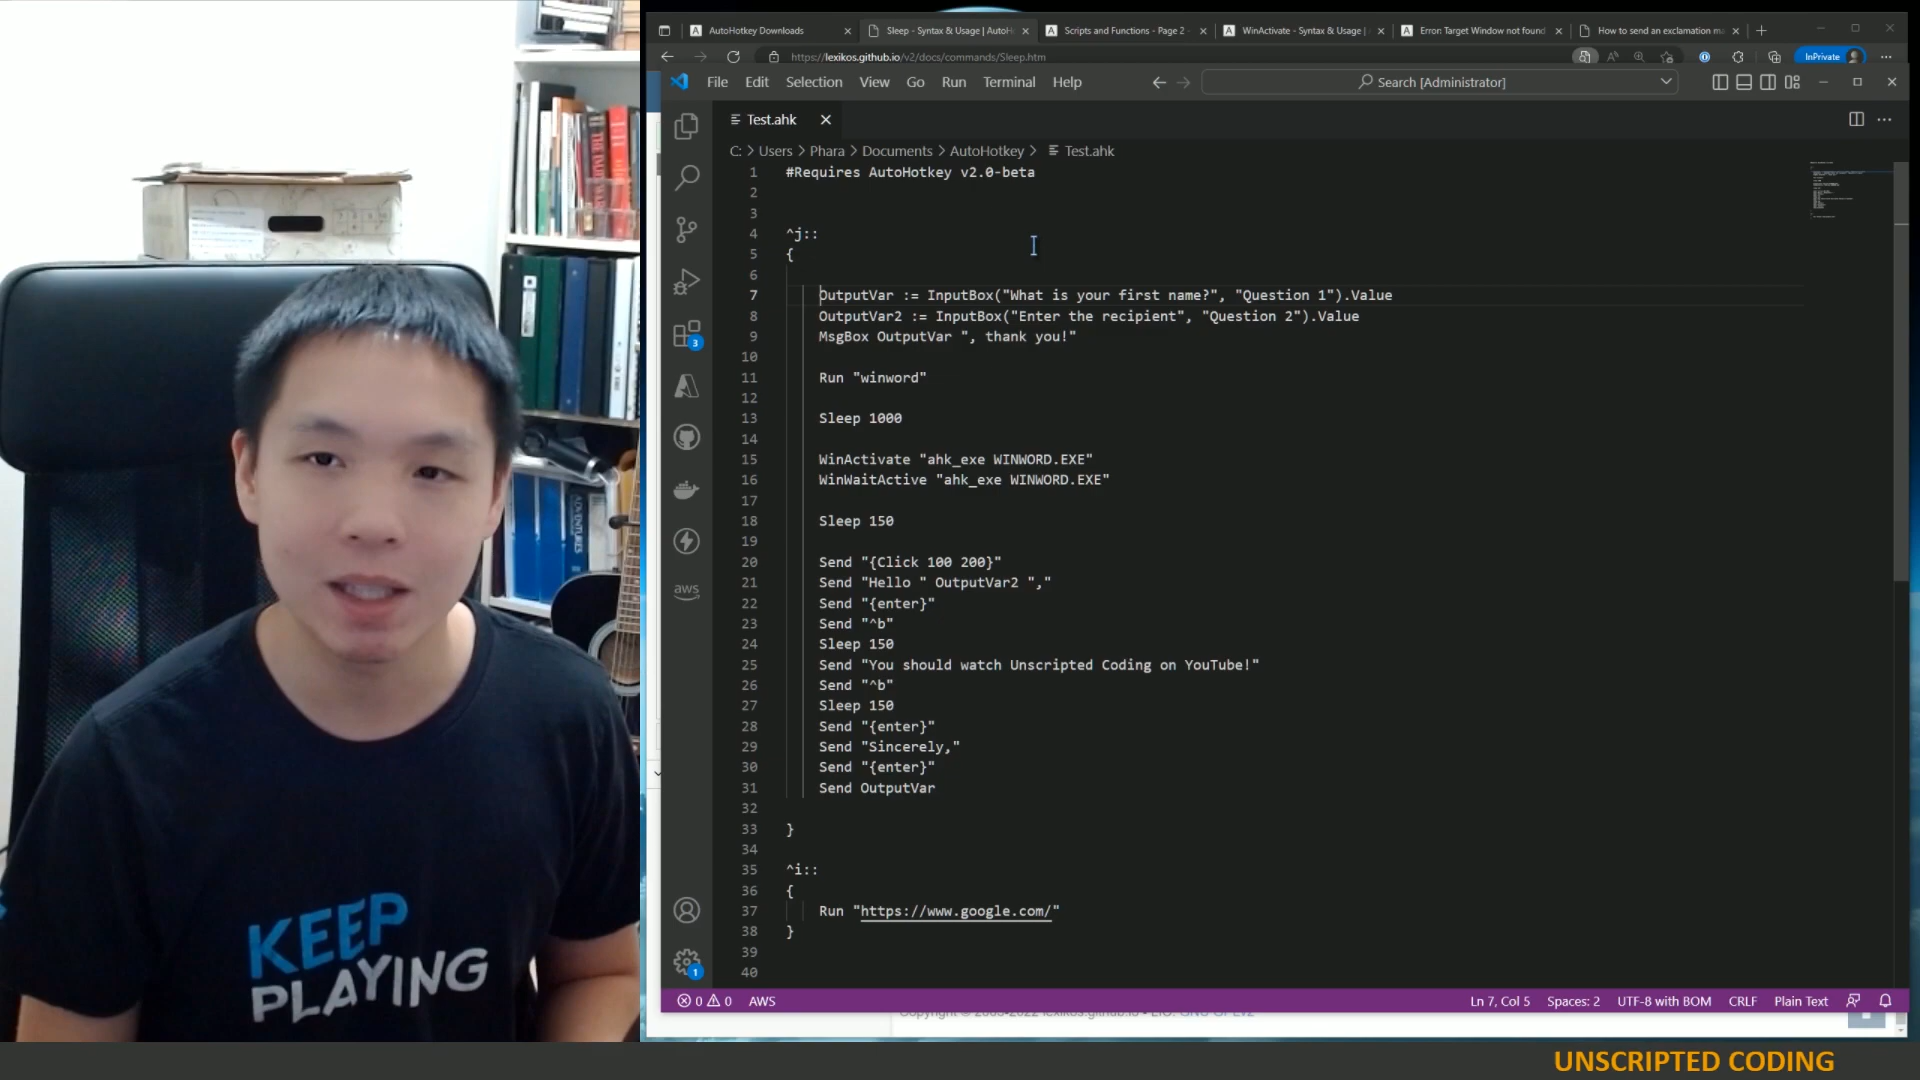 AutoHotkey Downloads
Sleep - Syntax & Usage | AutoH
Scripts and Functions - Page 2 -
WinActivate - Syntax & Usage |
Error: Target Window not found
How to send an exclamation ma
https://lexikos.github.io/v2/docs/commands/Sleep.htm
InPrivate
File Edit Selection View Go Run Terminal Help
Search [Administrator]
Test.ahk
C: > Users > Phara > Documents > AutoHotkey > Test.ahk
1 #Requires AutoHotkey v2.0-beta
2
3
4 ^j::
5 {
6
7 OutputVar := InputBox("What is your first name?", "Question 1").Value
8 OutputVar2 := InputBox("Enter the recipient", "Question 2").Value
9 MsgBox OutputVar ", thank you!"
10
11 Run "winword"
12
13 Sleep 1000
14
15 WinActivate "ahk_exe WINWORD.EXE"
16 WinWaitActive "ahk_exe WINWORD.EXE"
17
18 Sleep 150
19
20 Send "{Click 100 200}"
21 Send "Hello " OutputVar2 ","
22 Send "{enter}"
23 Send "^b"
24 Sleep 150
25 Send "You should watch Unscripted Coding on YouTube!"
26 Send "^b"
27 Sleep 150
28 Send "{enter}"
29 Send "Sincerely,"
30 Send "{enter}"
31 Send OutputVar
32
33 }
34
35 ^i::
36 {
37 Run "https://www.google.com/"
38 }
39
40
3
aws
1
0 0 AWS
Ln 7, Col 5 Spaces: 2 UTF-8 with BOM CRLF Plain Text
KEEP
PLAYING
ADVENTURES
UNSCRIPTED CODING